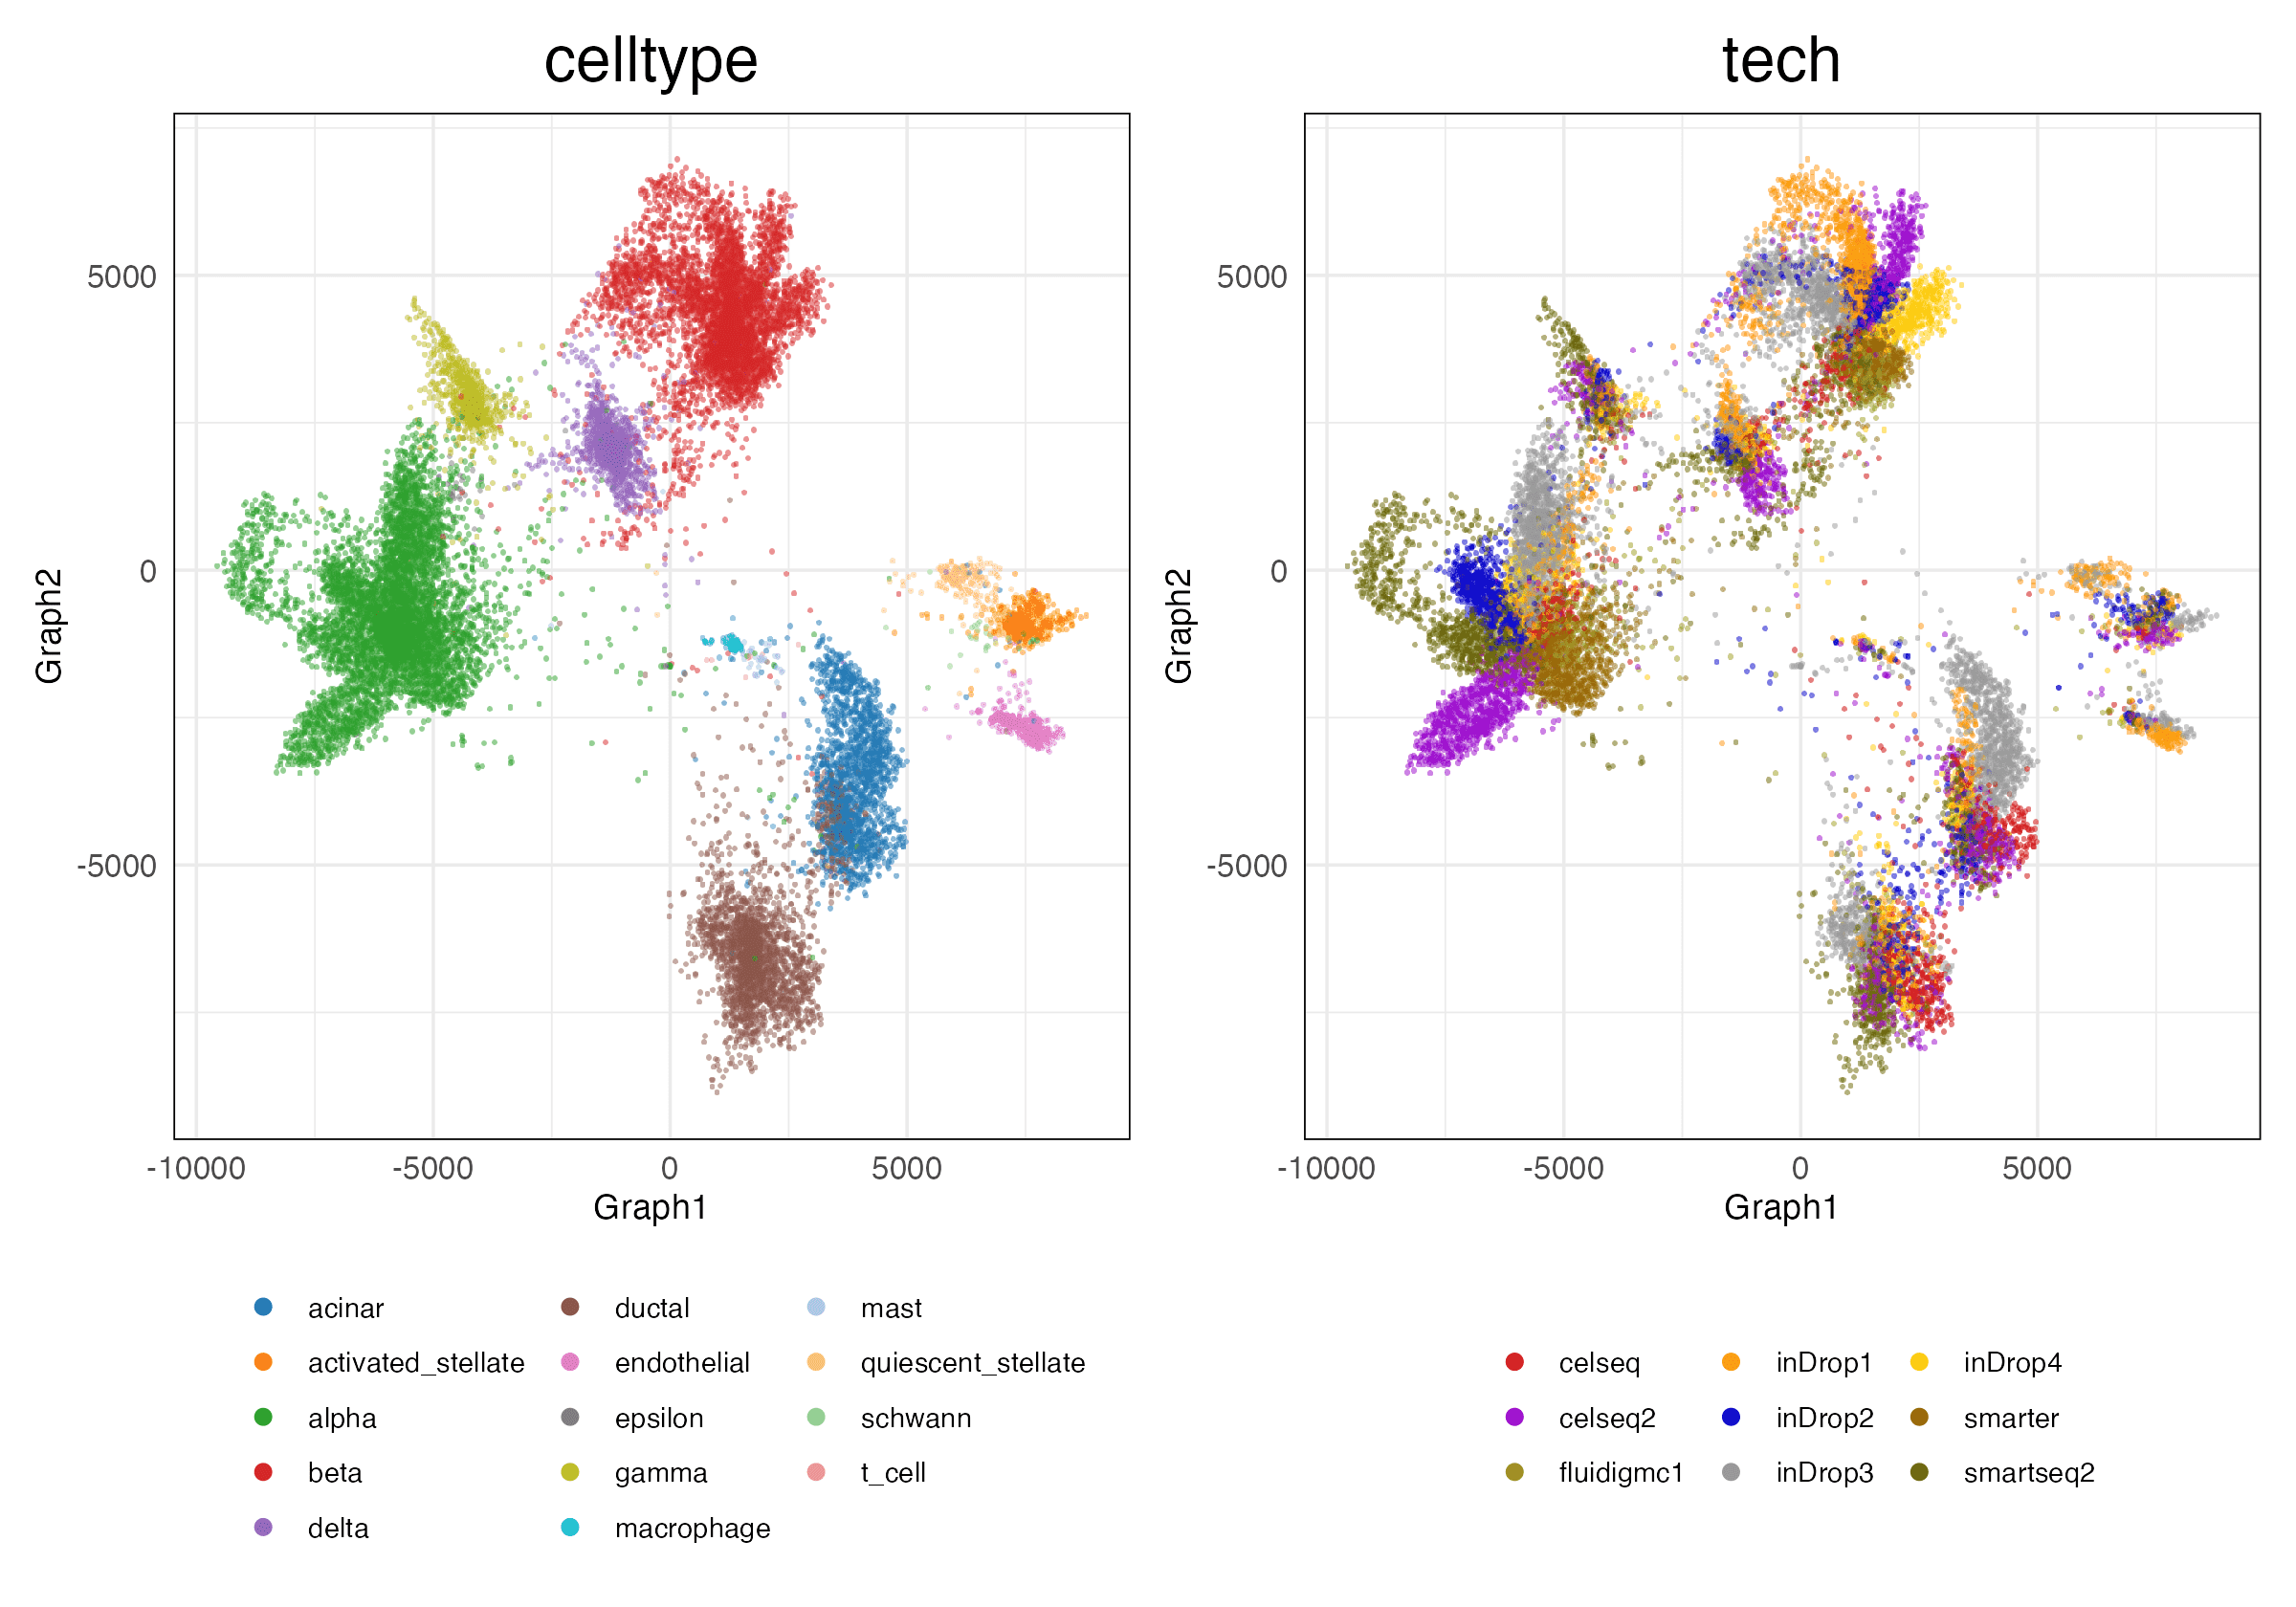 celltype
5000
0
-5000
-10000 -5000 0 5000
Graph1
Graph2
acinar
activated_stellate
alpha
beta
delta
ductal
endothelial
epsilon
gamma
macrophage
mast
quiescent_stellate
schwann
t_cell
tech
5000
0
-5000
-10000 -5000 0 5000
Graph1
Graph2
celseq
celseq2
fluidigmc1
inDrop1
inDrop2
inDrop3
inDrop4
smarter
smartseq2